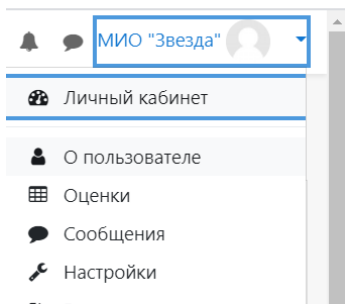 МИО "Звезда"
Личный кабинет
О пользователе
Оценки
Сообщения
Настройки